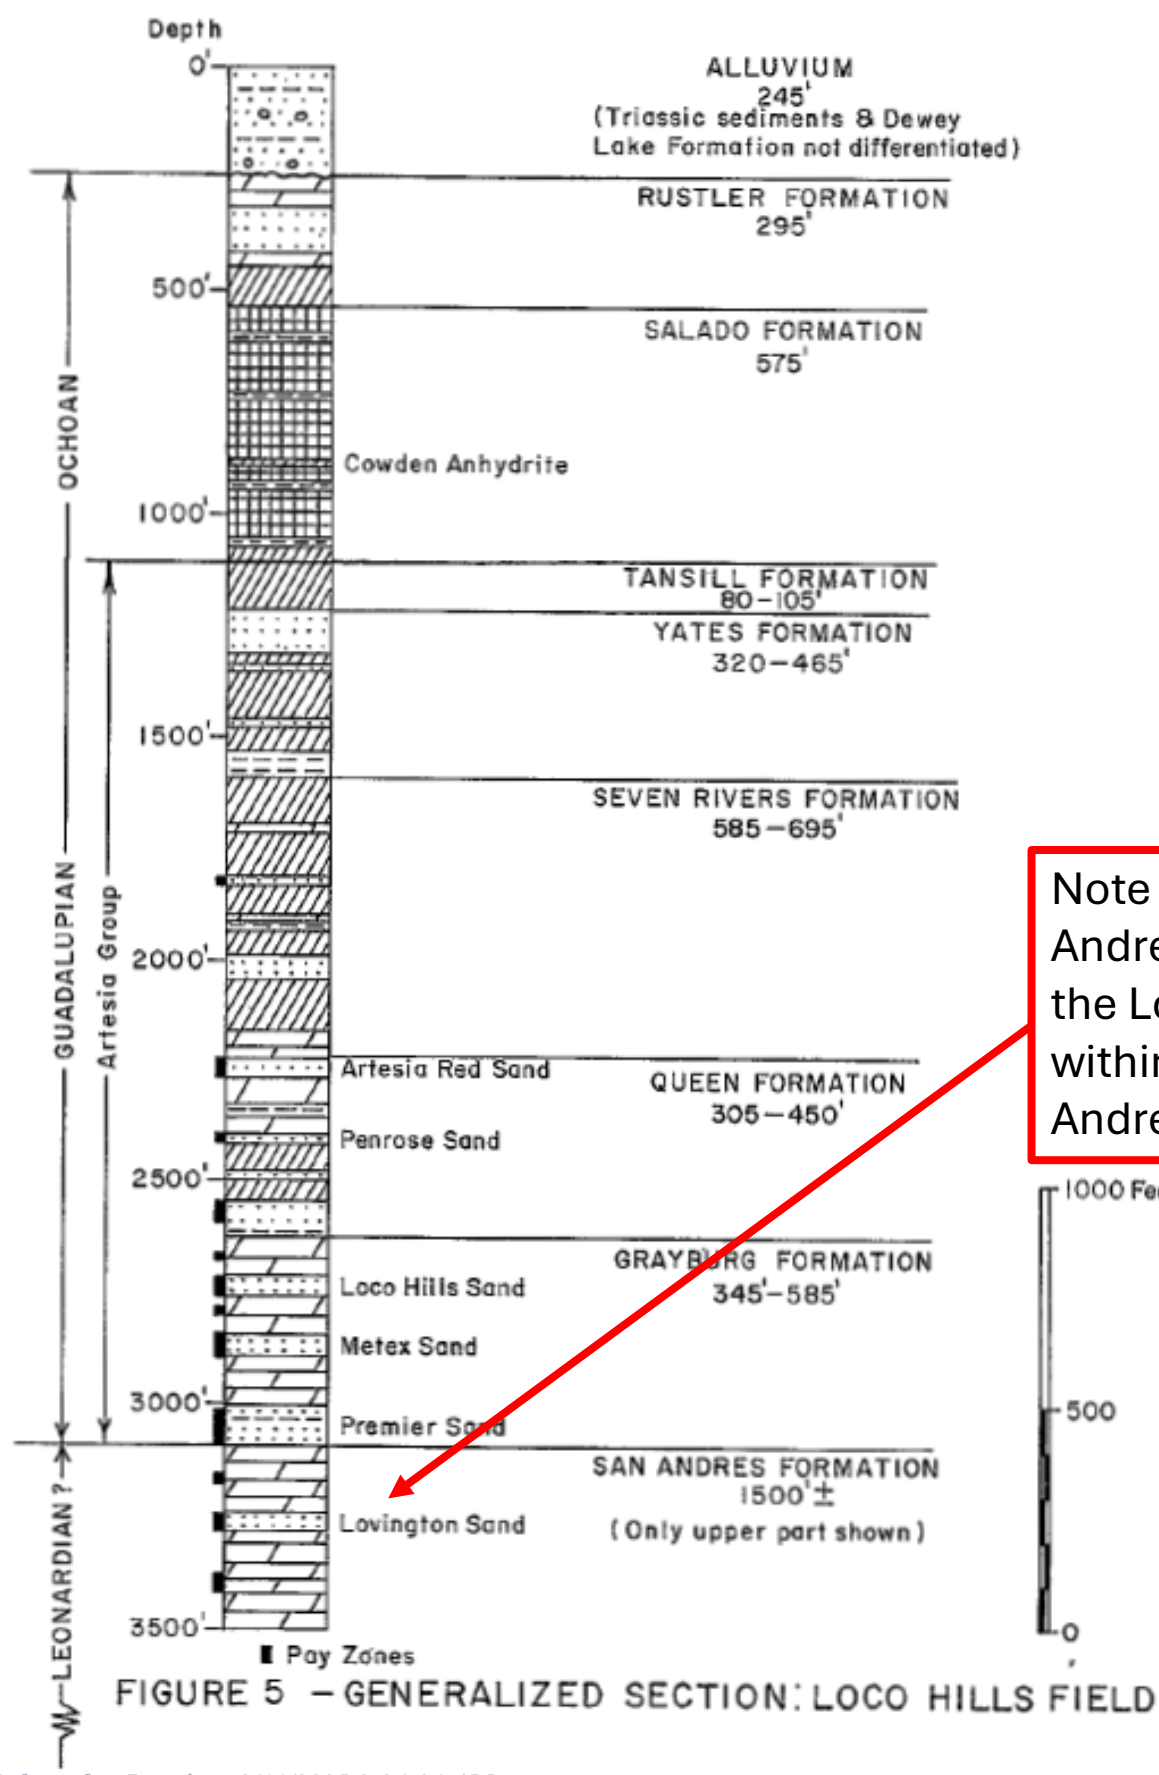 Depth
0'
ALLUVIUM
245'
(Triassic sediments & Dewey
Lake Formation not differentiated)
RUSTLER FORMATION
295'
500'
SALADO FORMATION
575'
OCHOAN
Cowden Anhydrite
1000'
TANSILL FORMATION
80-105'
YATES FORMATION
320-465'
1500'
SEVEN RIVERS FORMATION
585-695'
GUADALUPIAN
Artesia Group
Note
Andre
the Lo
within
Andre
2000'
Artesia Red Sand
QUEEN FORMATION
305-450'
Penrose Sand
2500'
1000 Fe
GRAYBURG FORMATION
345'-585'
Loco Hills Sand
Metex Sand
3000'
500
Premier Sand
SAN ANDRES FORMATION
1500'±
Lovington Sand
(Only upper part shown)
LEONARDIAN?
3500'
0
Pay Zones
FIGURE 5 - GENERALIZED SECTION: LOCO HILLS FIELD